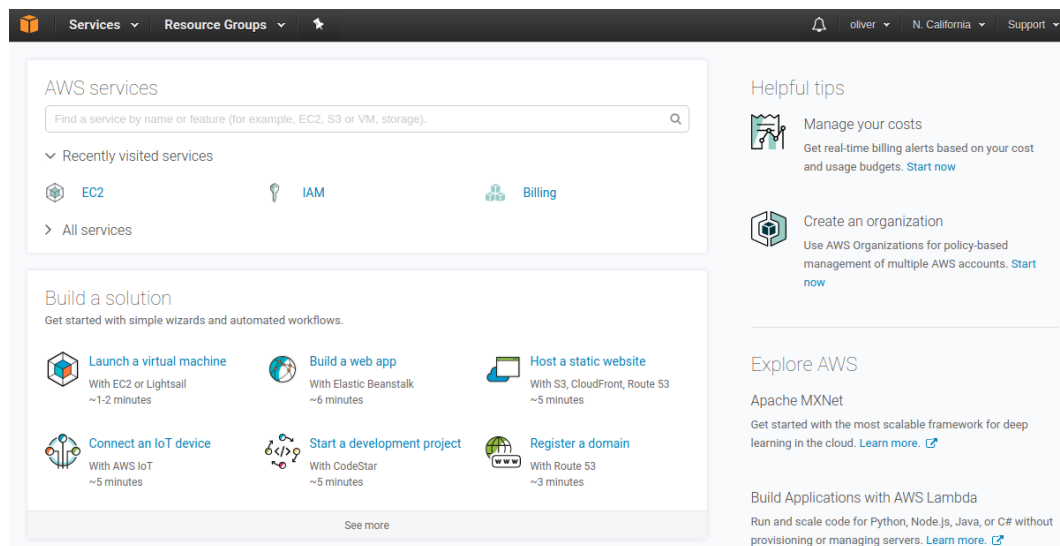 Services
Resource Groups
oliver
N. California
Support
AWS services
Find a service by name or feature (for example, EC2, S3 or VM, storage).
Recently visited services
EC2
IAM
Billing
All services
Build a solution
Get started with simple wizards and automated workflows.
Launch a virtual machine
With EC2 or Lightsail
~1-2 minutes
Build a web app
With Elastic Beanstalk
~6 minutes
Host a static website
With S3, CloudFront, Route 53
~5 minutes
Connect an IoT device
With AWS IoT
~5 minutes
Start a development project
With CodeStar
~5 minutes
www
Register a domain
With Route 53
~3 minutes
See more
Helpful tips
Manage your costs
Get real-time billing alerts based on your cost
and usage budgets. Start now
Create an organization
Use AWS Organizations for policy-based
management of multiple AWS accounts. Start
now
Explore AWS
Apache MXNet
Get started with the most scalable framework for deep
learning in the cloud. Learn more.
Build Applications with AWS Lambda
Run and scale code for Python, Node.js, Java, or C# without
provisioning or managing servers. Learn more.